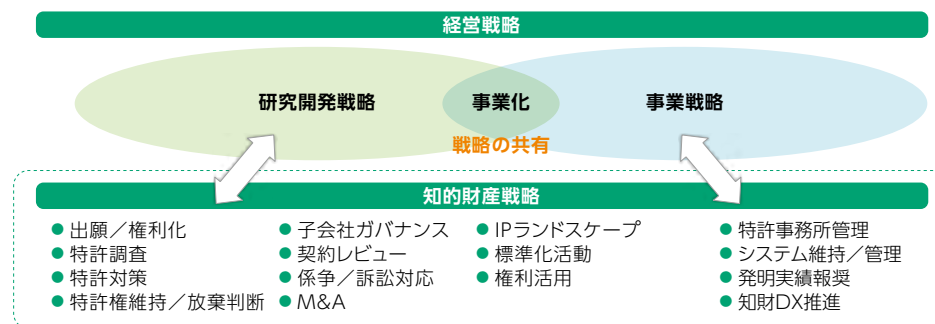 経営戦略
研究開発戦略
事業化
事業戦略
戦略の共有
知的財産戦略
● 出願／権利化
● 特許調査
● 特許対策
● 特許権維持／放棄判断
● 子会社ガバナンス
● 契約レビュー
● 係争／訴訟対応
● M&A
● IPランドスケープ
● 標準化活動
● 権利活用
● 特許事務所管理
● システム維持／管理
● 発明実績報奨
● 知財DX推進